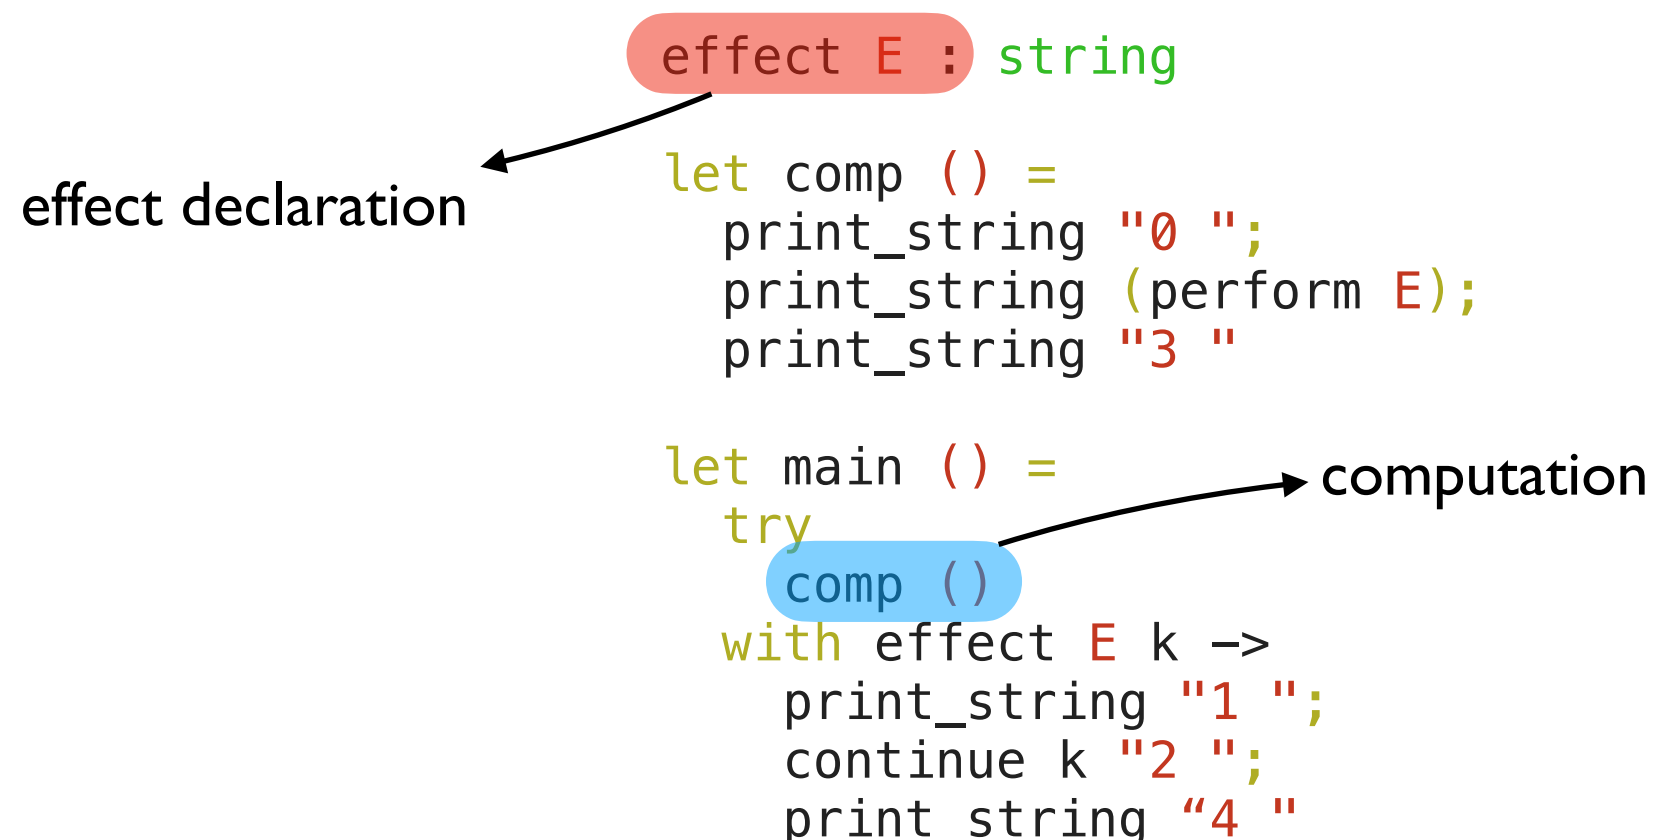 effect E : string
effect declaration
let comp () =
print_string "0 ";
print_string (perform E);
print_string "3 "
let main () =
computation
try
comp ()
with effect E k ->
print_string "1 ";
continue k "2 ";
print_string “4 "